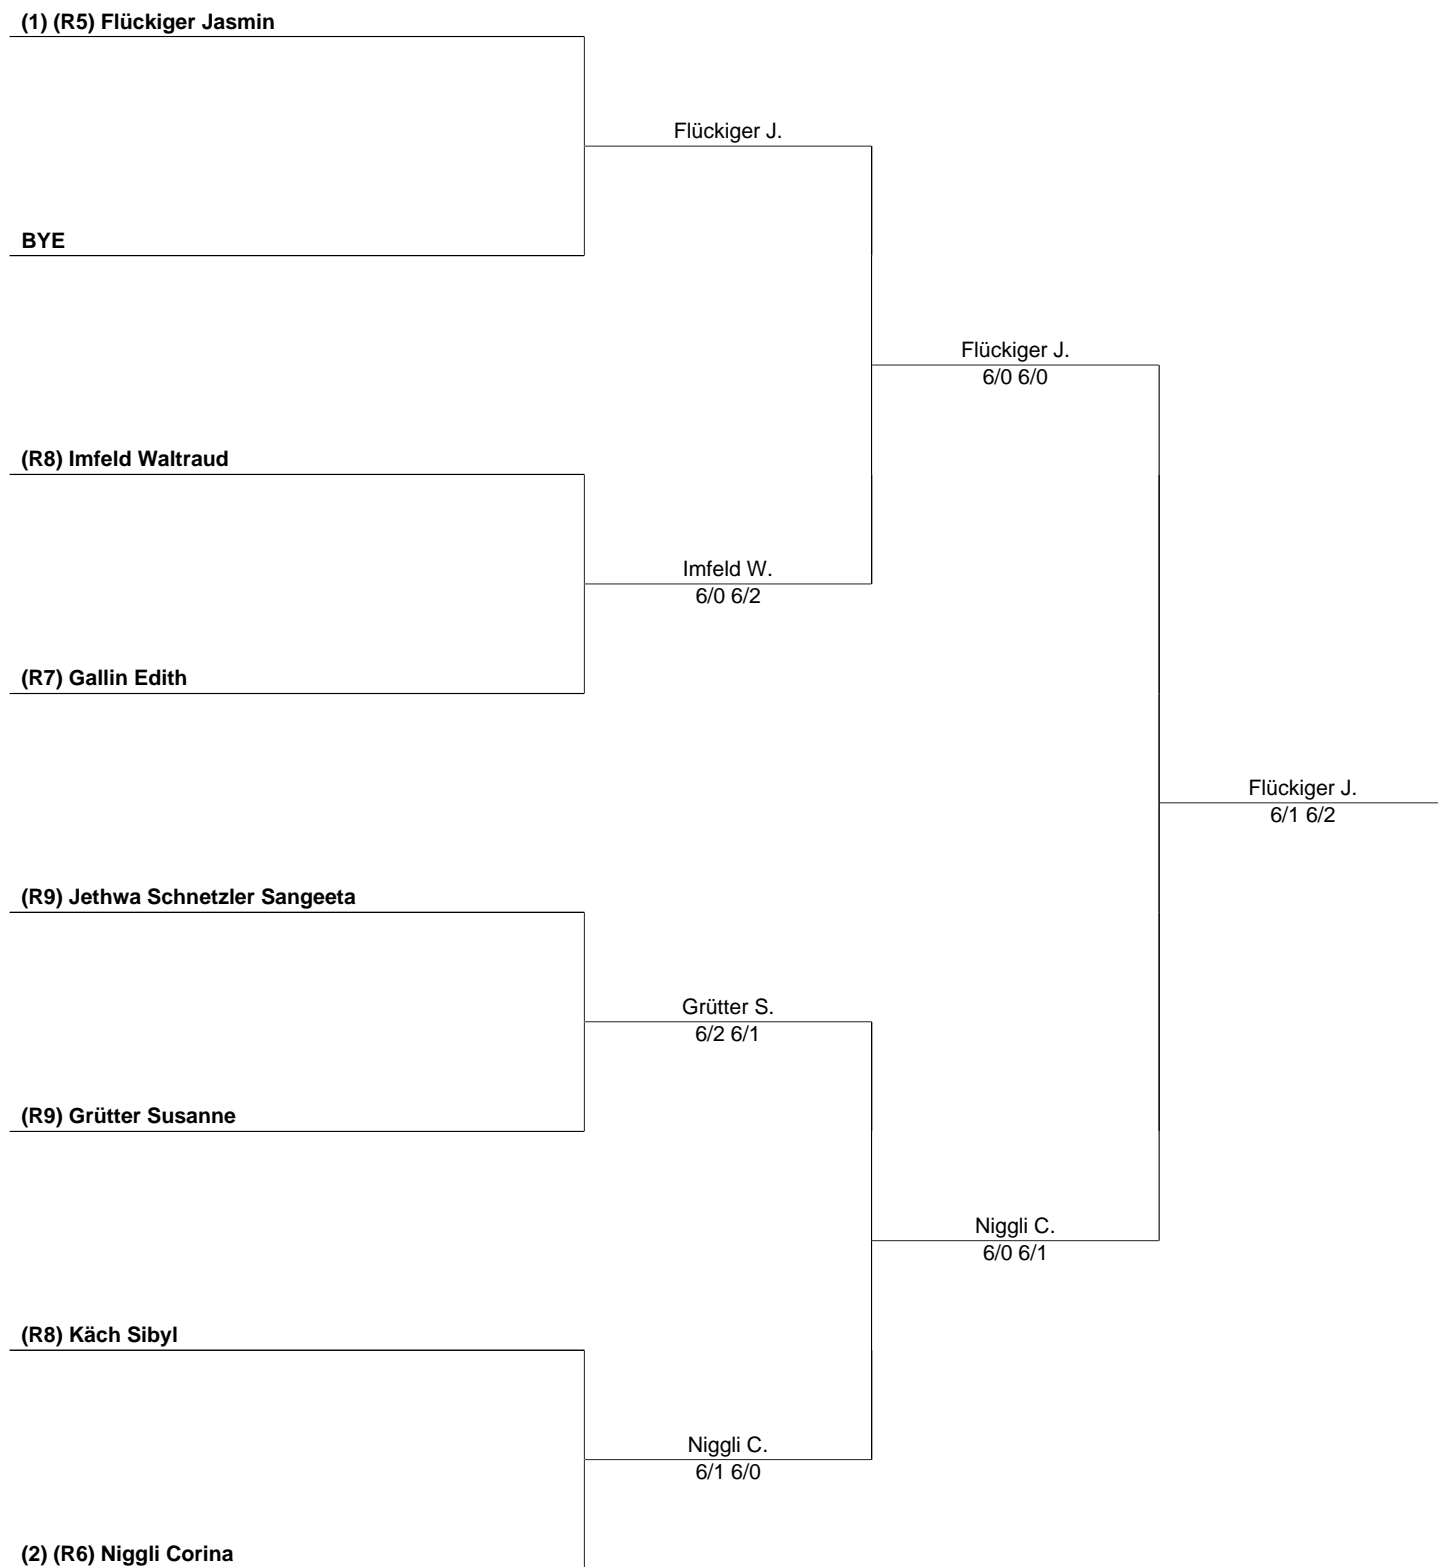 (1) (R5) Flückiger Jasmin
Flückiger J.
BYE
Flückiger J.
6/0 6/0
(R8) Imfeld Waltraud
Imfeld W.
6/0 6/2
(R7) Gallin Edith
Flückiger J.
6/1 6/2
(R9) Jethwa Schnetzler Sangeeta
Grütter S.
6/2 6/1
(R9) Grütter Susanne
Niggli C.
6/0 6/1
(R8) Käch Sibyl
Niggli C.
6/1 6/0
(2) (R6) Niggli Corina